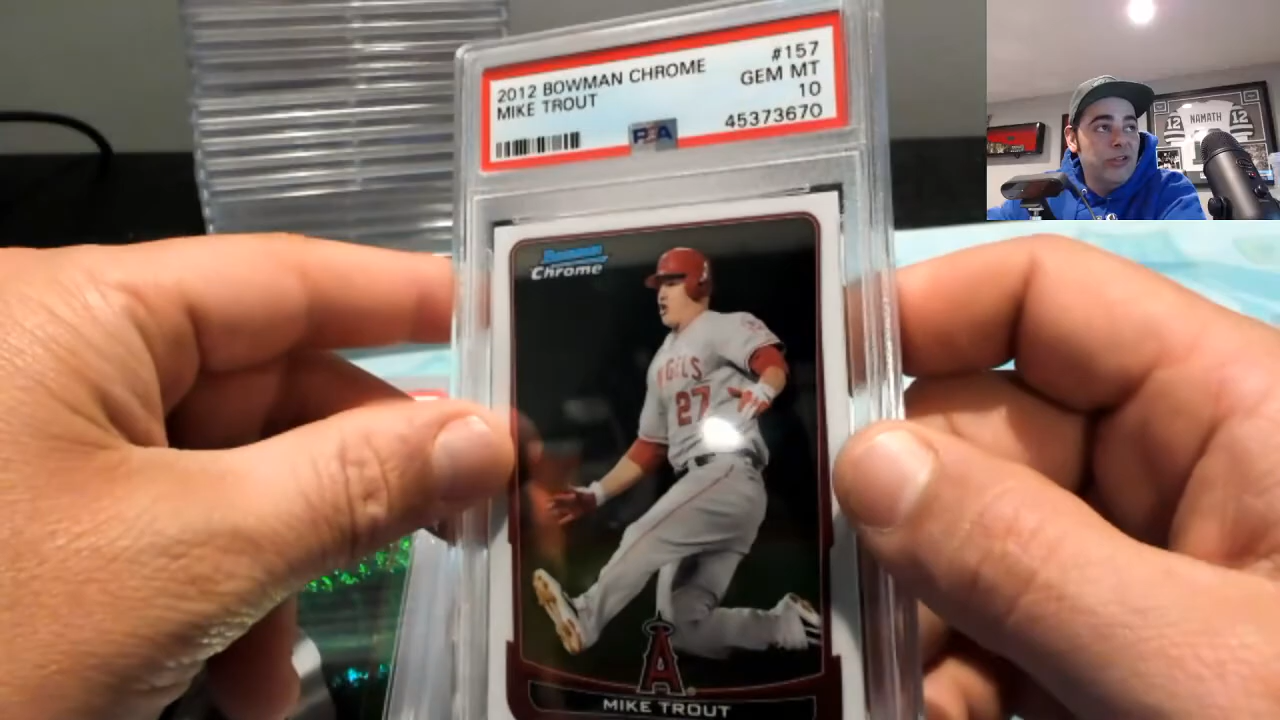 2012 BOWMAN CHROME #157
MIKE TROUT GEM MT
10
PSA 45373670
Bowman
Chrome
ANGELS
27
A
MIKE TROUT
12 NAMATH 12